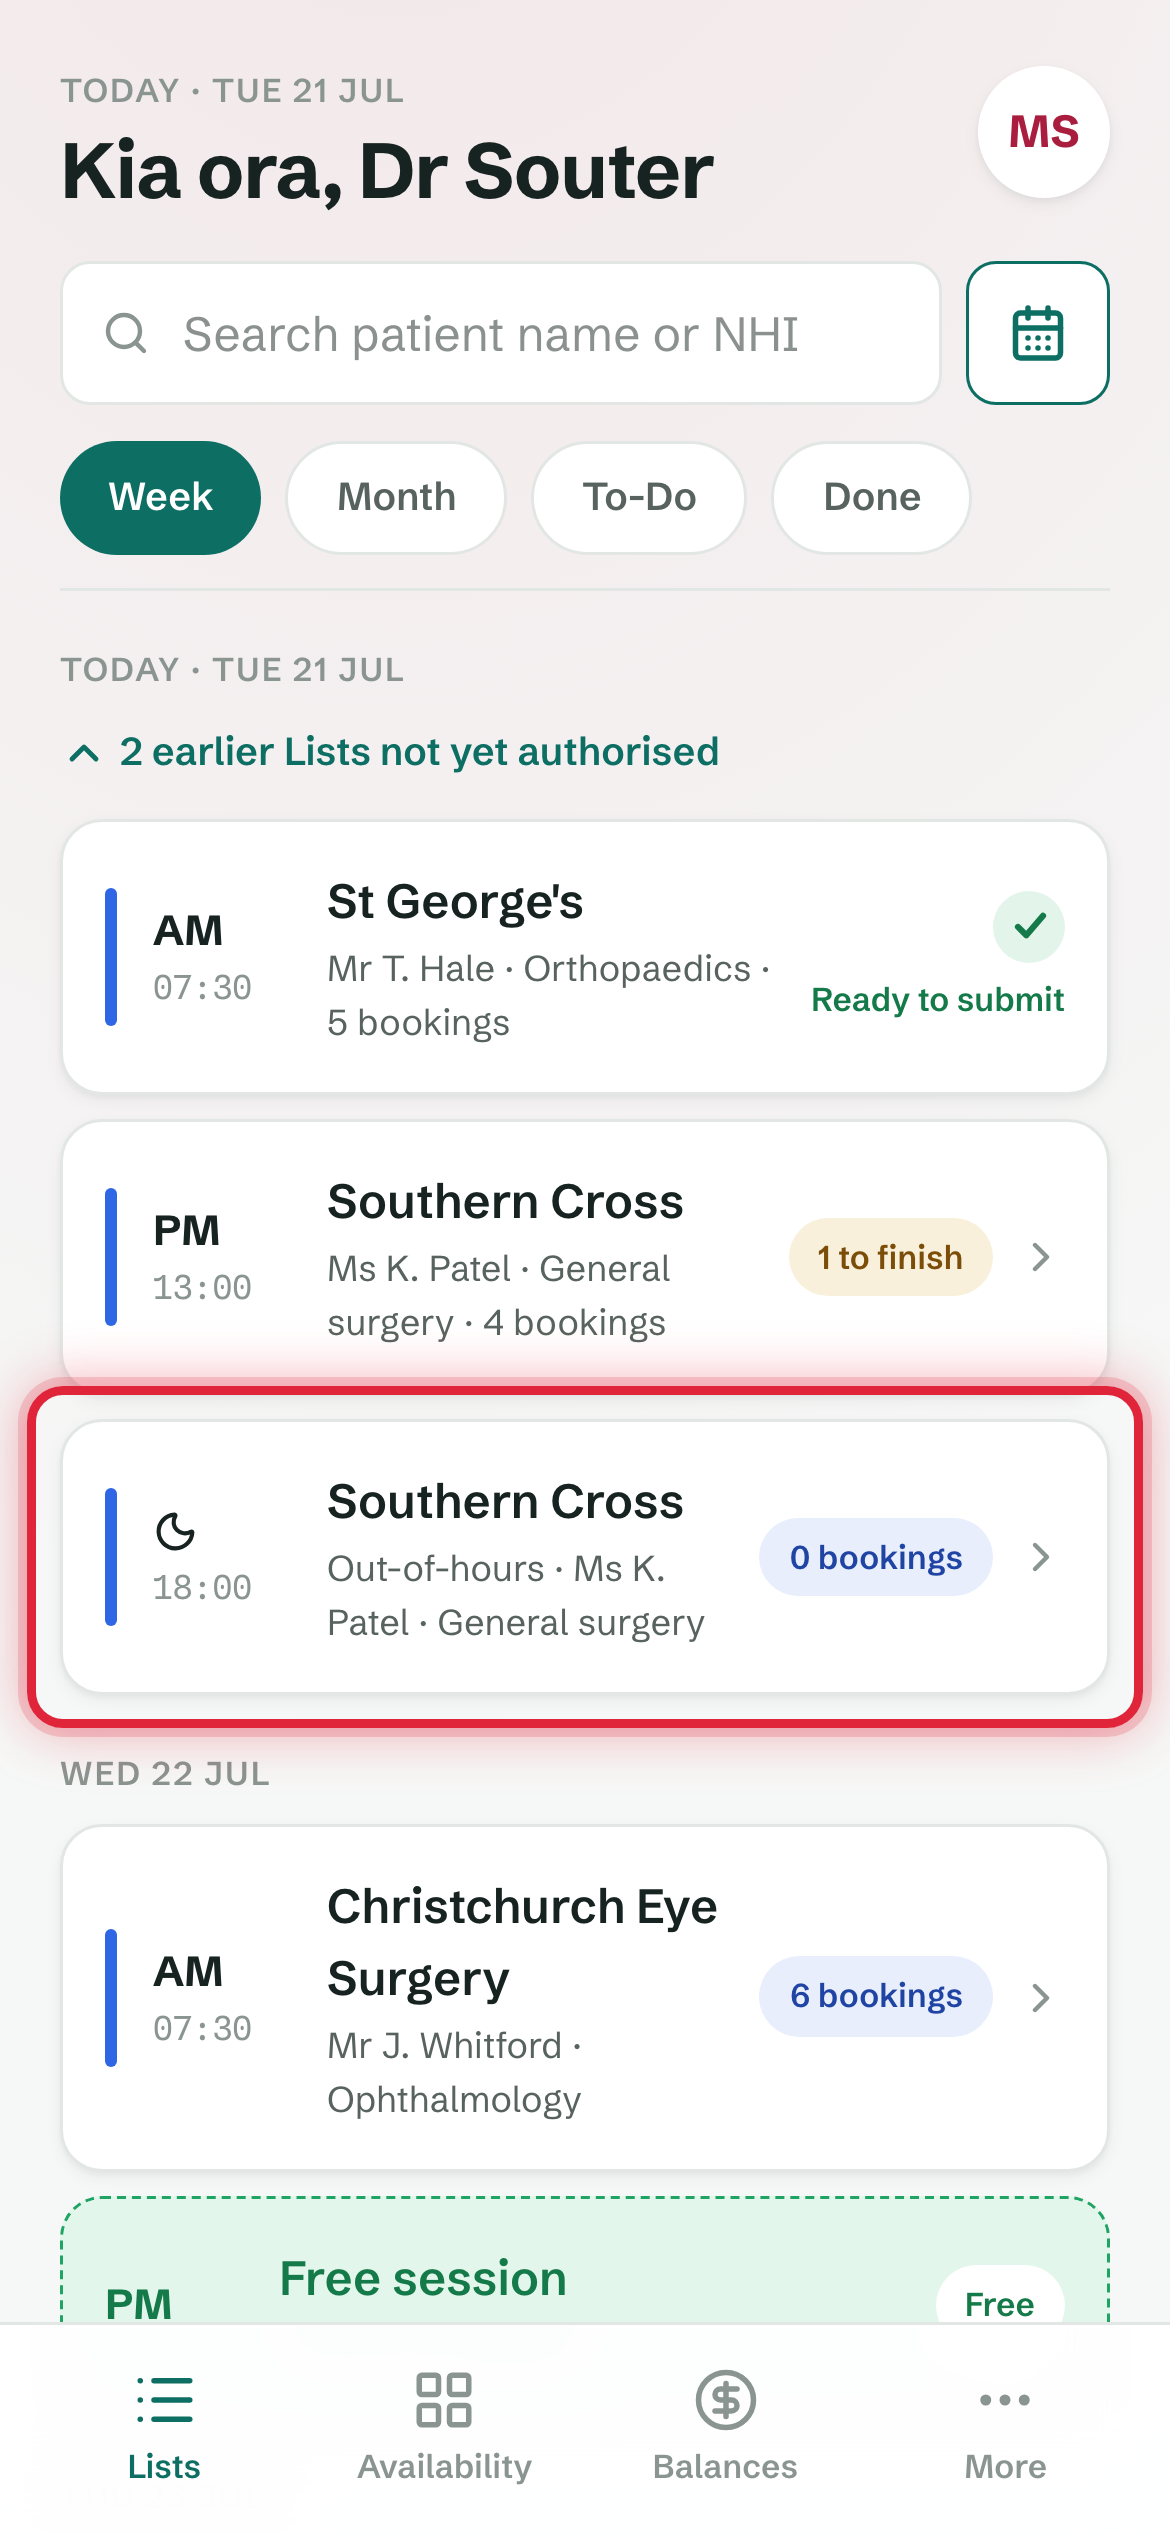 TODAY · TUE 21 JUL
Kia ora, Dr Souter
MS
Search patient name or NHI
Week
Month
To-Do
Done
TODAY · TUE 21 JUL
2 earlier Lists not yet authorised
AM
07:30
St George's
Mr T. Hale · Orthopaedics ·
5 bookings
Ready to submit
PM
13:00
Southern Cross
Ms K. Patel · General
surgery · 4 bookings
1 to finish
18:00
Southern Cross
Out-of-hours · Ms K.
Patel · General surgery
0 bookings
WED 22 JUL
AM
07:30
Christchurch Eye
Surgery
Mr J. Whitford ·
Ophthalmology
6 bookings
PM
Free session
Free
Lists
Availability
Balances
More